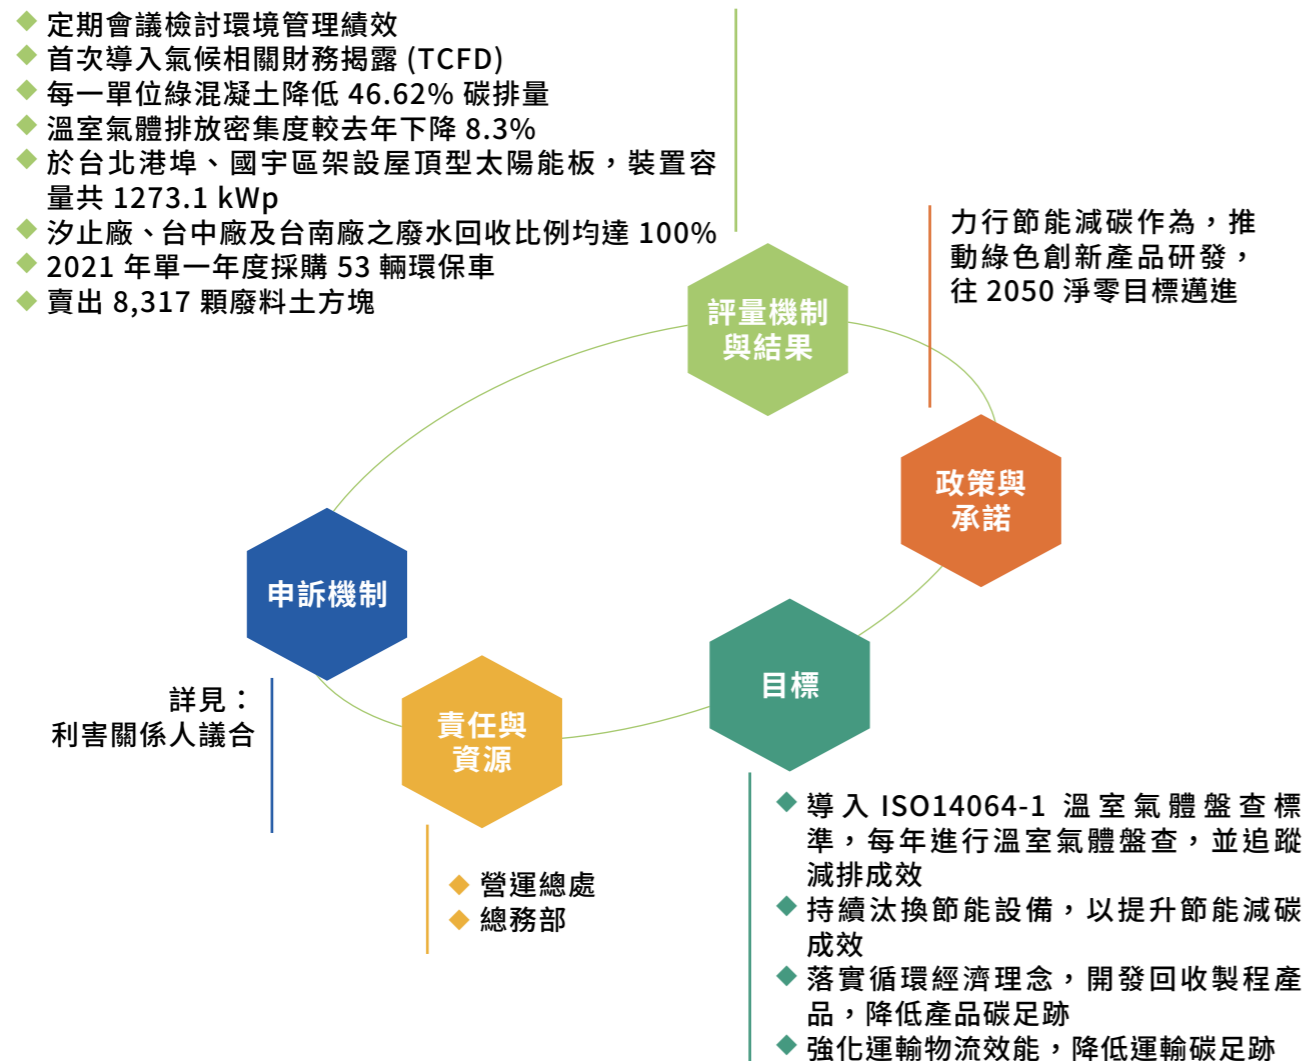 定期會議檢討環境管理績效
首次導入氣候相關財務揭露 (TCFD)
每一單位綠混凝土降低 46.62% 碳排量
溫室氣體排放密集度較去年下降 8.3%
於台北港埠、國宇區架設屋頂型太陽能板，裝置容
量共 1273.1 kWp
汐止廠、台中廠及台南廠之廢水回收比例均達 100%
2021 年單一年度採購 53 輛環保車
賣出 8,317 顆廢料土方塊
評量機制
與結果
力行節能減碳作為，推
動綠色創新產品研發，
往 2050 淨零目標邁進
政策與
承諾
目標
導入 ISO14064-1 溫室氣體盤查標
準，每年進行溫室氣體盤查，並追蹤
減排成效
持續汰換節能設備，以提升節能減碳
成效
落實循環經濟理念，開發回收製程產
品，降低產品碳足跡
強化運輸物流效能，降低運輸碳足跡
責任與
資源
營運總處
總務部
申訴機制
詳見：
利害關係人議合